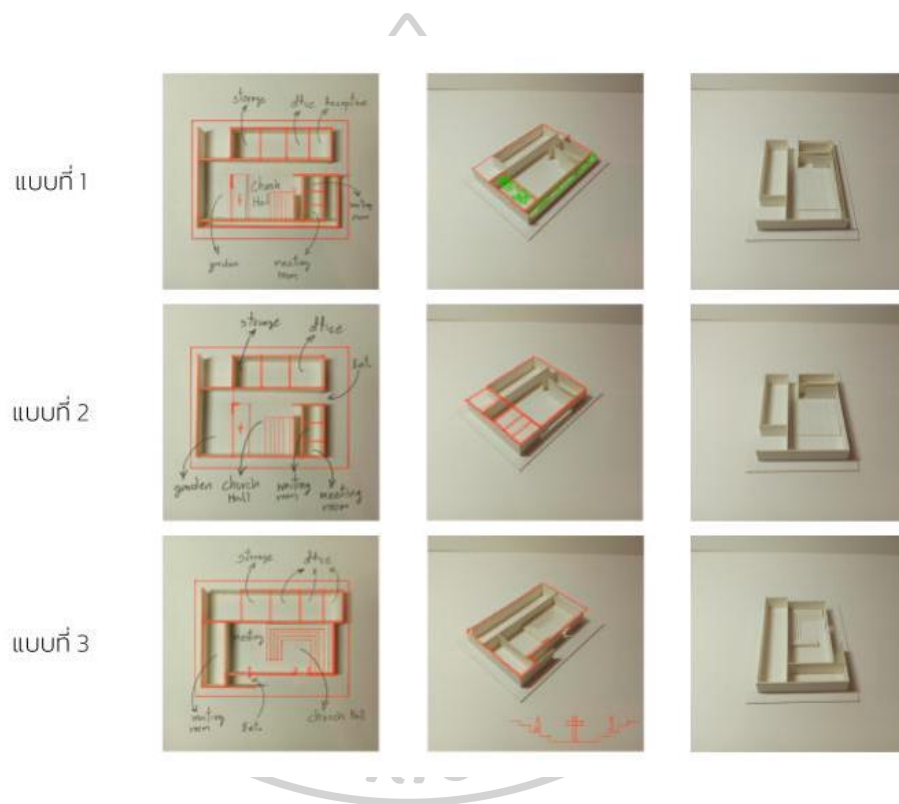 แบบที่ 1
storage
office
Reception
Church
Hall
waiting
room
garden
meeting
room
แบบที่ 2
storage
office
garden
church
Hall
waiting
room
meeting
room
แบบที่ 3
storage
office
meeting
waiting
room
church Hall